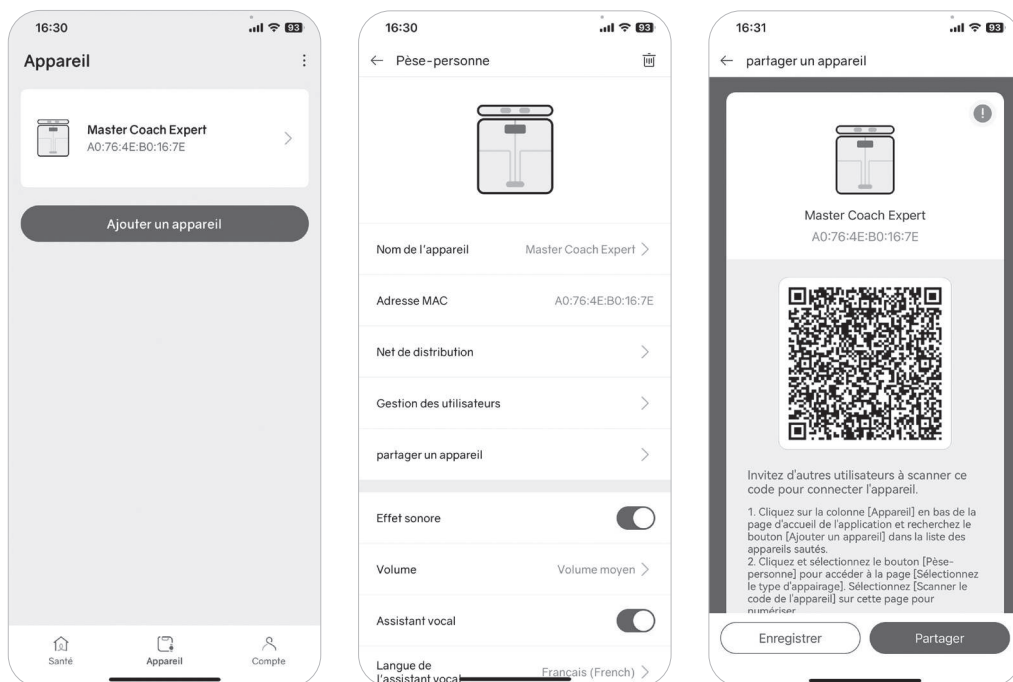 16:30
93
Appareil
Master Coach Expert
A0:76:4E:B0:16:7E
Ajouter un appareil
Santé
Appareil
Compte
16:30
93
Pèse-personne
Nom de l'appareil
Master Coach Expert
Adresse MAC
A0:76:4E:B0:16:7E
Net de distribution
Gestion des utilisateurs
partager un appareil
Effet sonore
Volume
Volume moyen
Assistant vocal
Langue de
l'assistant vocal
Français (French)
16:31
93
partager un appareil
Master Coach Expert
A0:76:4E:B0:16:7E
Invitez d'autres utilisateurs à scanner ce
code pour connecter l'appareil.
1. Cliquez sur la colonne [Appareil] en bas de la
page d'accueil de l'application et recherchez le
bouton [Ajouter un appareil] dans la liste des
appareils sautés.
2. Cliquez et sélectionnez le bouton [Pèse-
personne] pour accéder à la page [Sélectionnez
le type d'appairage]. Sélectionnez [Scanner le
code de l'appareil] sur cette page pour
numériser
Enregistrer
Partager